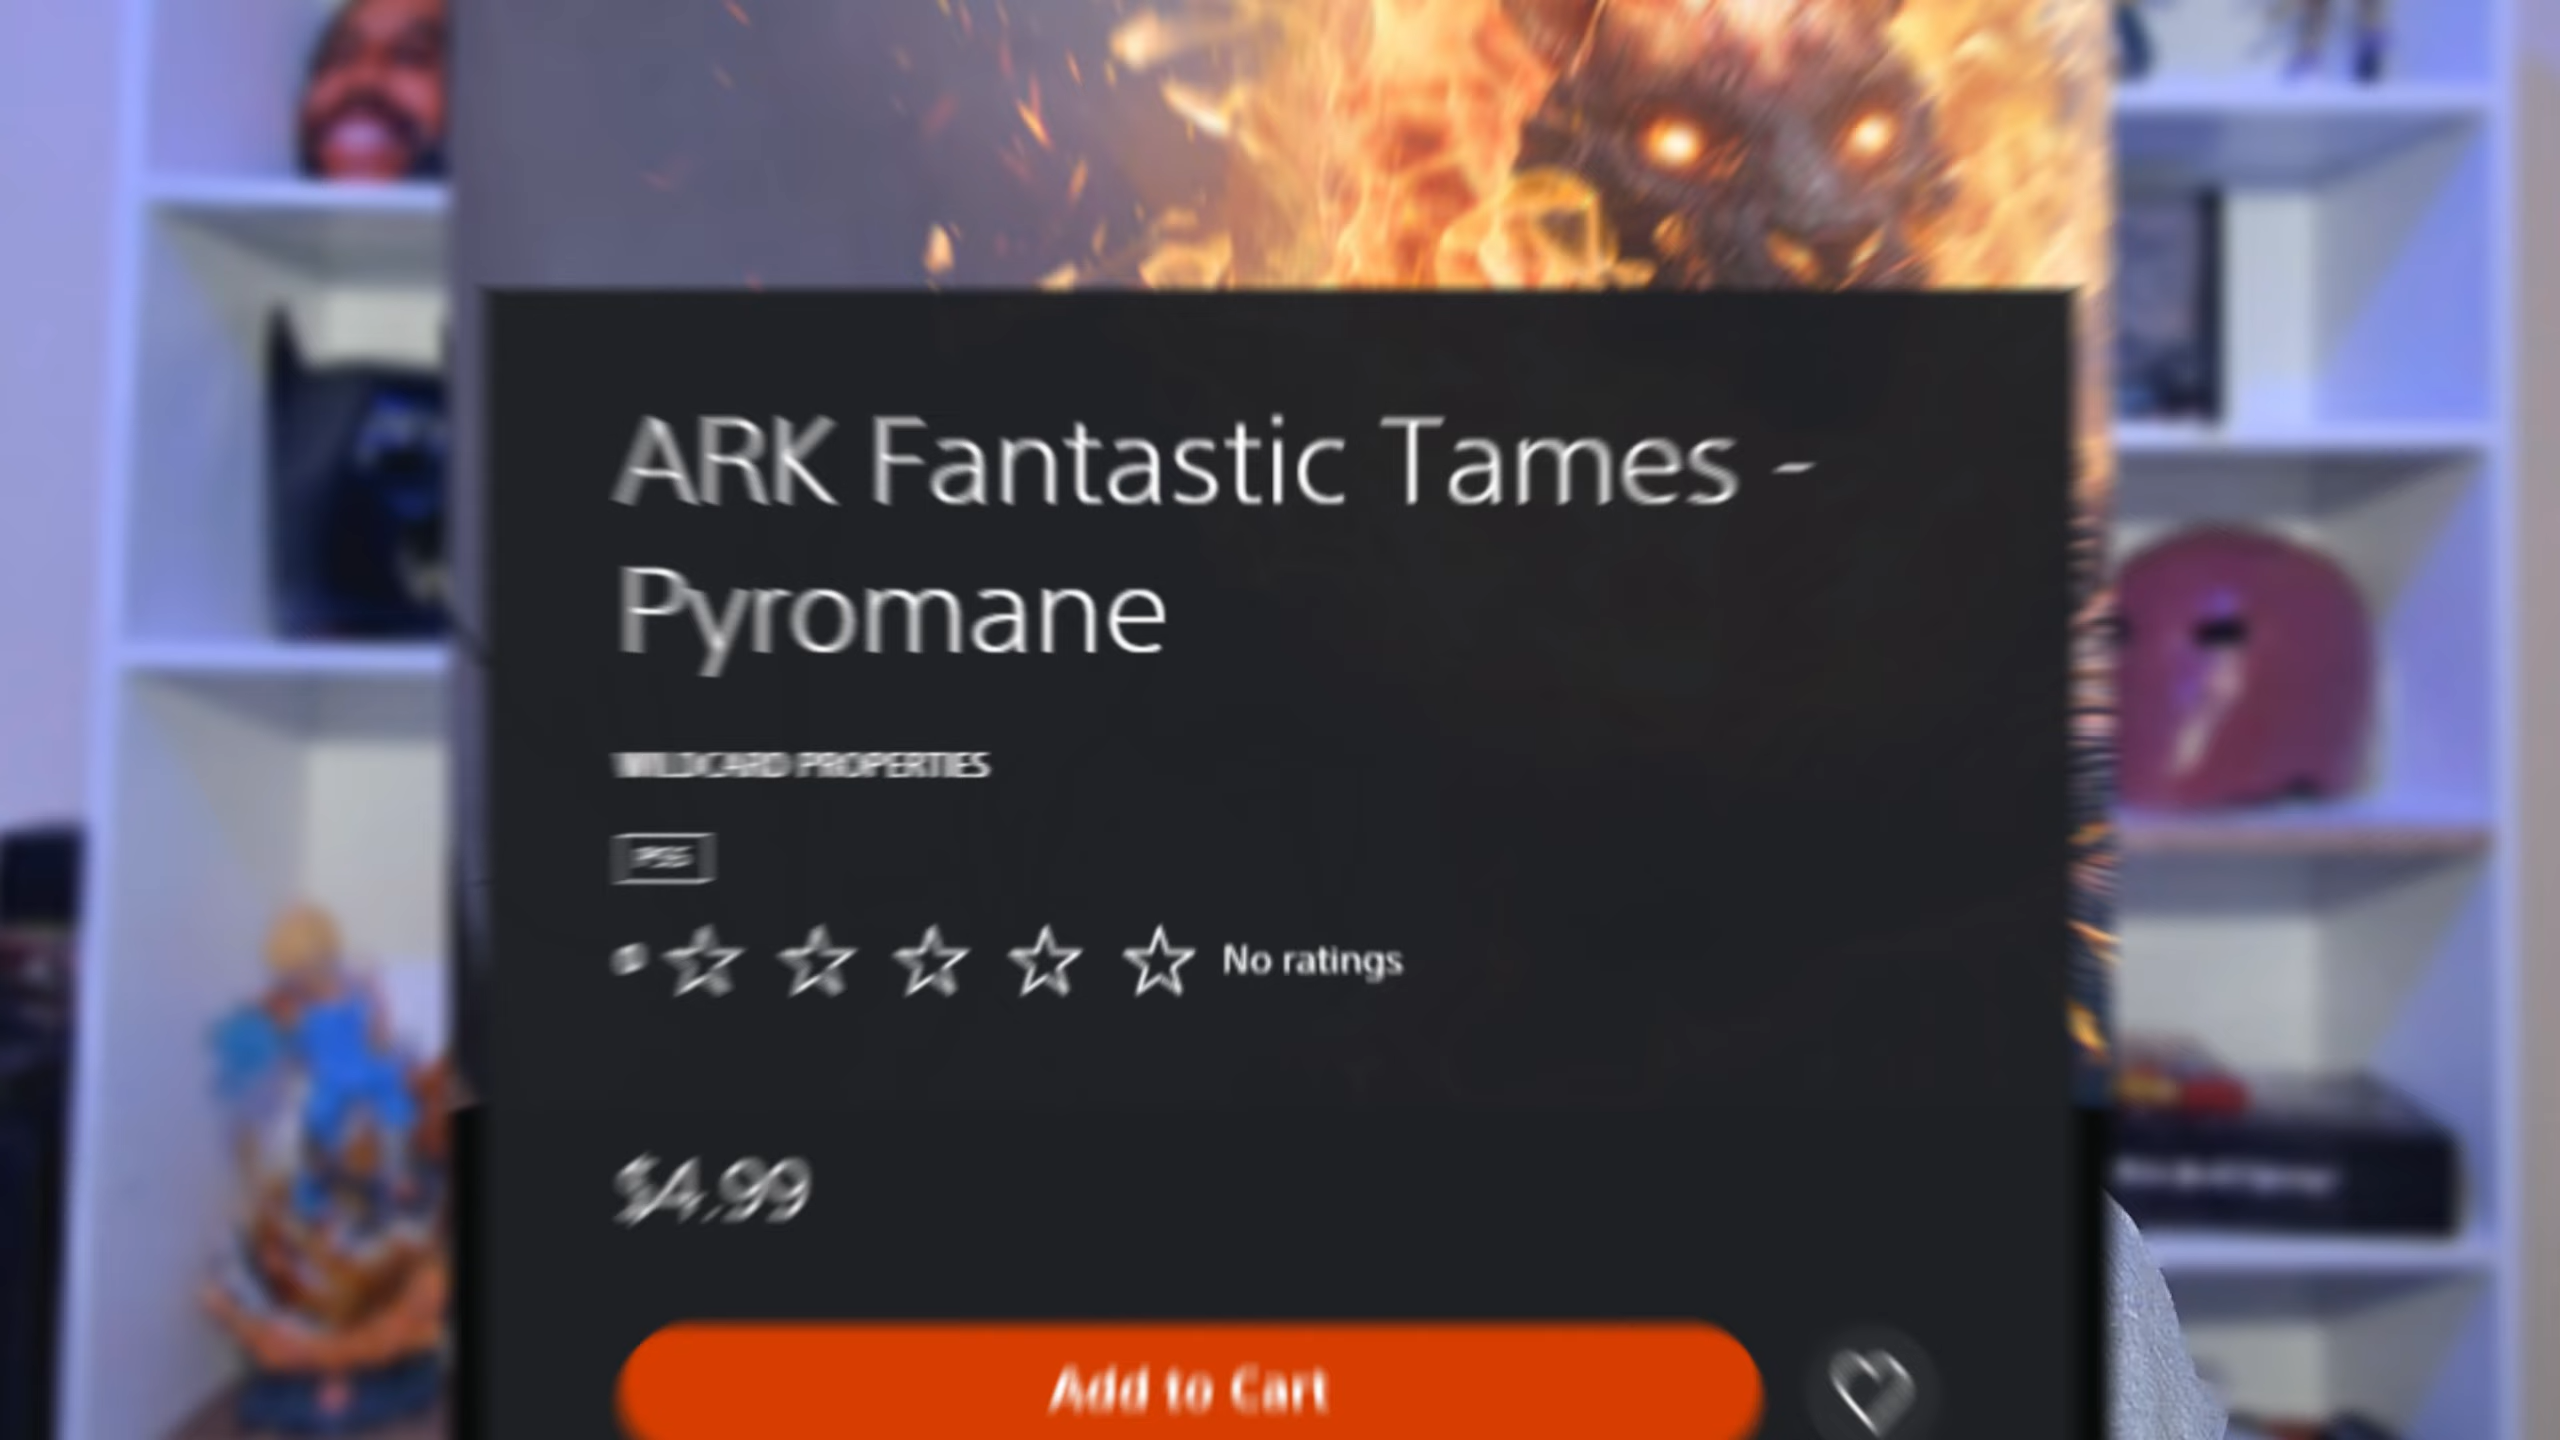 ARK Fantastic Tames -
Pyromane
WILDCARD PROPERTIES
PS5
No ratings
$4.99
Add to Cart